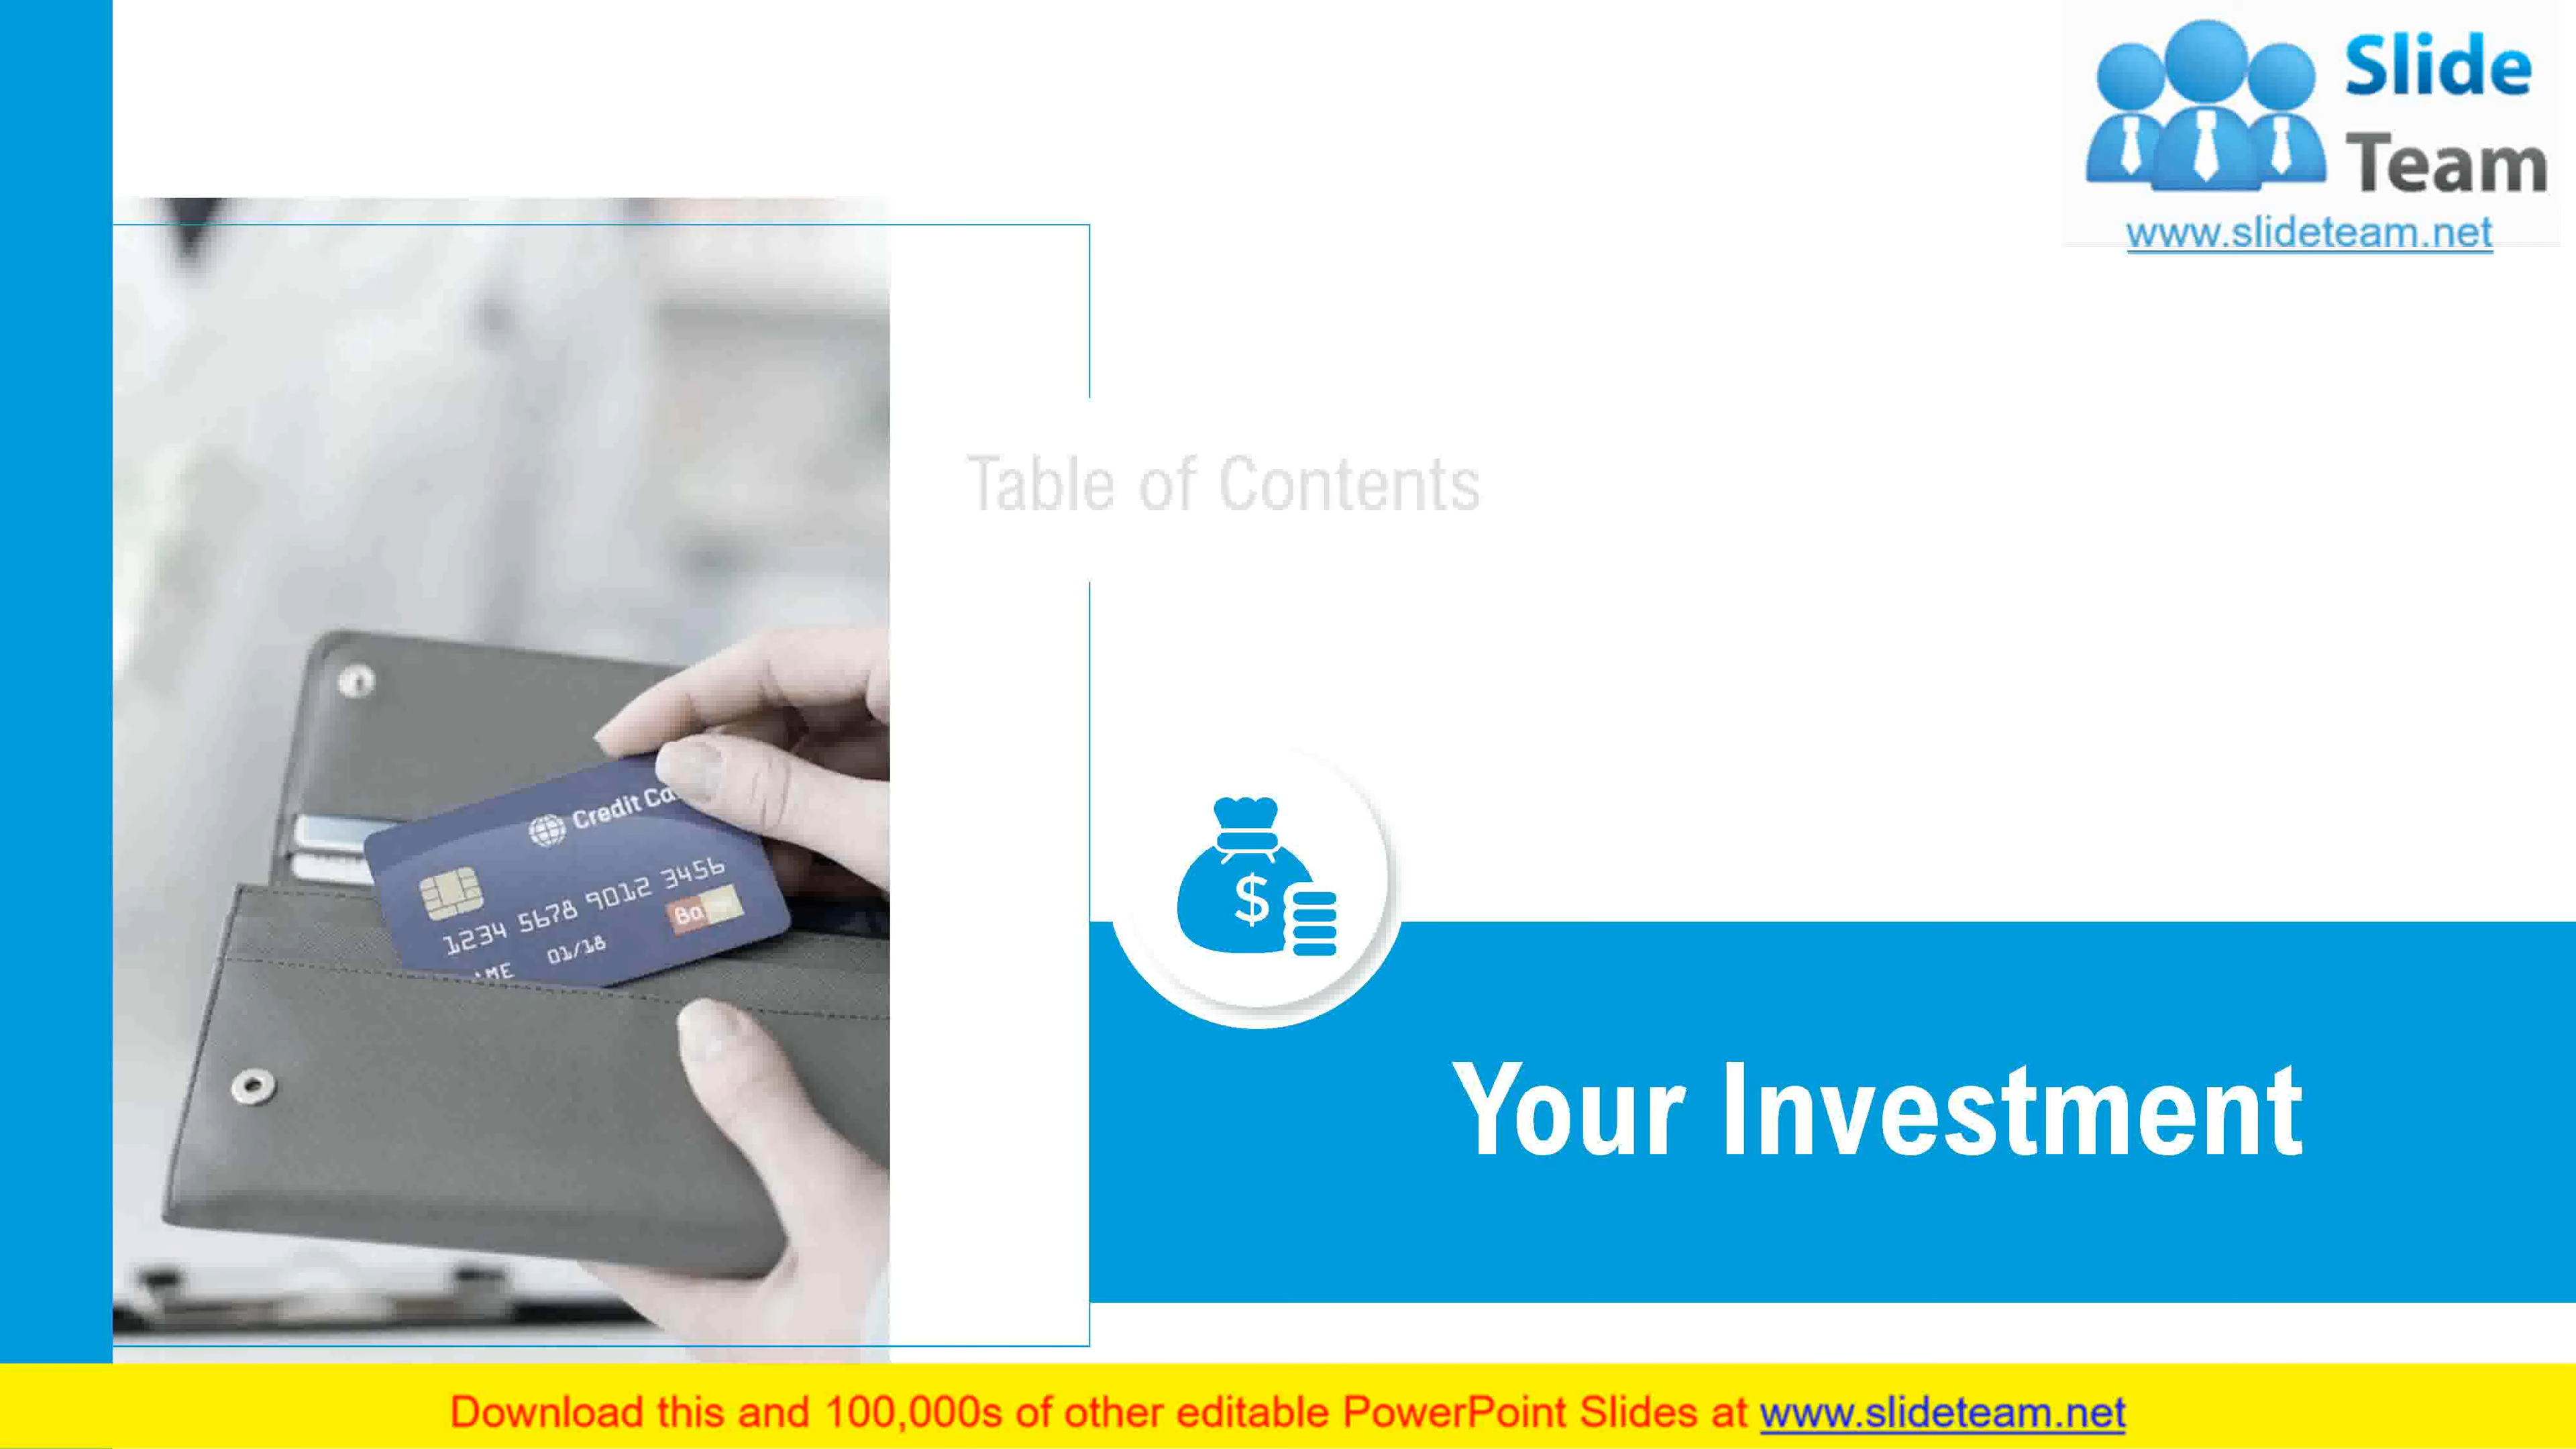 Slide
Team
www.slideteam.net
Table of Contents
Credit
1234 5678 9012 3456
01/18
Your Investment
Download this and 100,000s of other editable PowerPoint Slides at www.slideteam.net